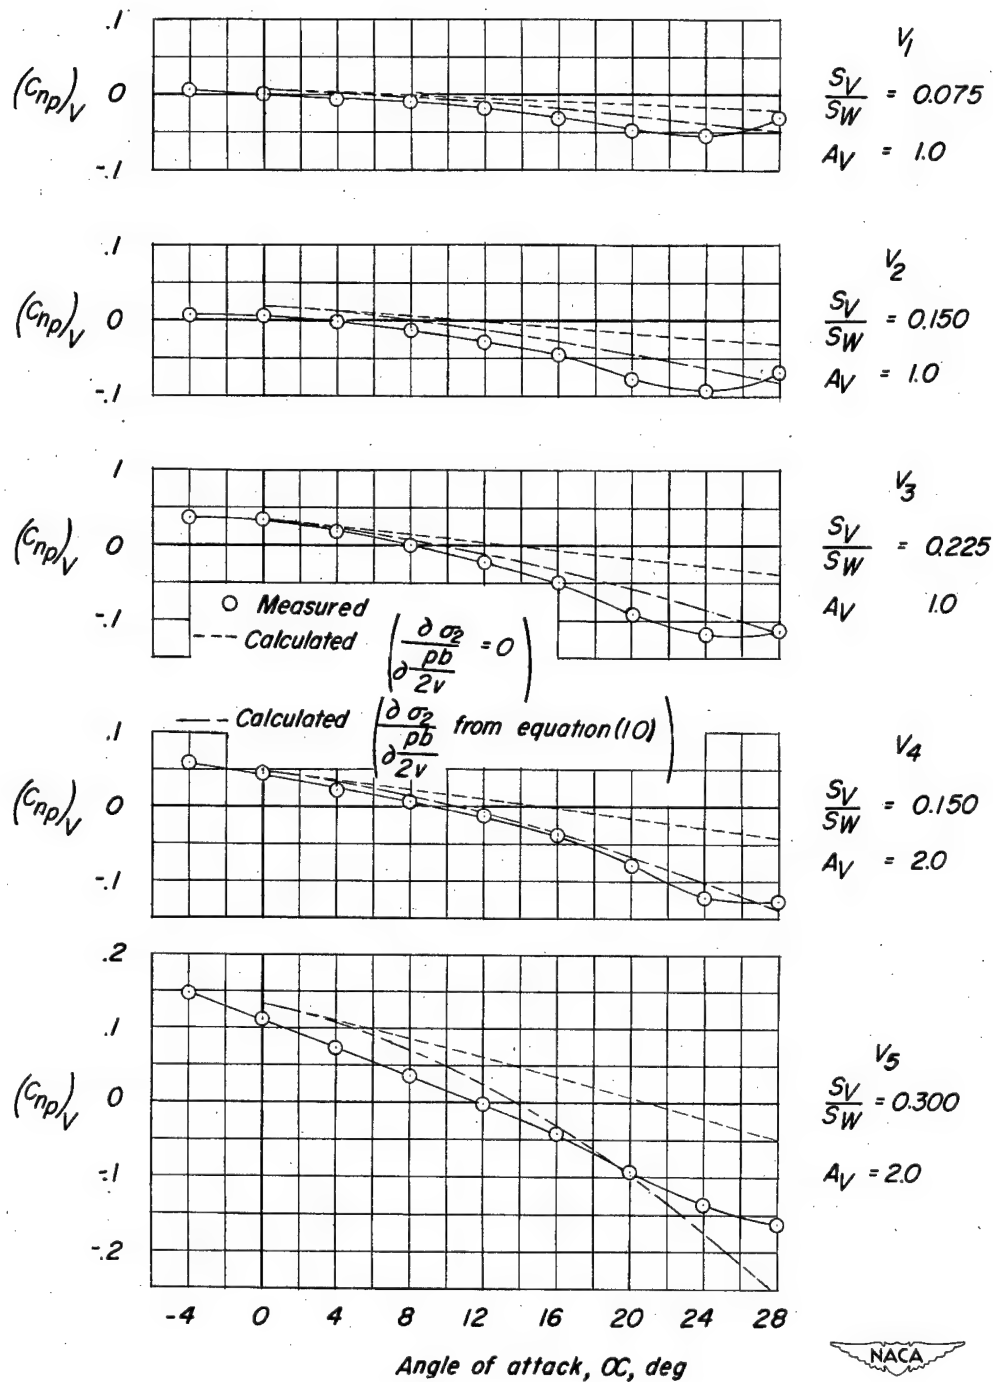 .1
(Cnp)V 0
-.1
V1
SV/SW = 0.075
AV = 1.0
.1
(Cnp)V 0
-.1
V2
SV/SW = 0.150
AV = 1.0
.1
(Cnp)V 0
-.1
V3
SV/SW = 0.225
AV 1.0
Measured
Calculated (∂σ2/∂ pb/2v = 0)
Calculated (∂σ2/∂ pb/2v from equation (10))
.1
(Cnp)V 0
-.1
V4
SV/SW = 0.150
AV = 2.0
.2
.1
(Cnp)V 0
-.1
-.2
V5
SV/SW = 0.300
AV = 2.0
-4 0 4 8 12 16 20 24 28
Angle of attack, α, deg
NACA